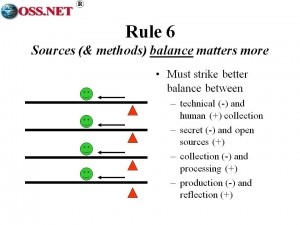 OSS.NET ®
Rule 6
Sources (& methods) balance matters more
• Must strike better
balance between
– technical (-) and
human (+) collection
– secret (-) and open
sources (+)
– collection (-) and
processing (+)
– production (-) and
reflection (+)